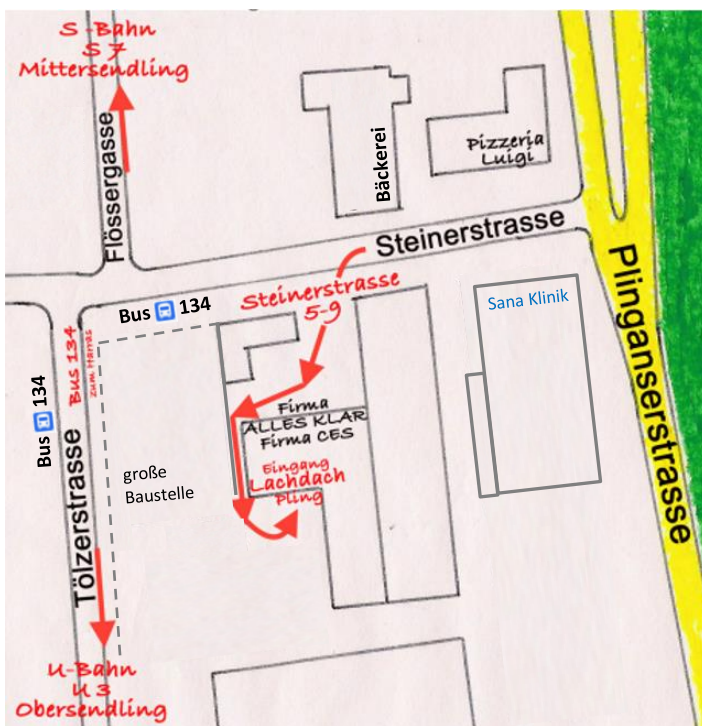 S-Bahn
S 7
Mittersendling
Flössergasse
Bäckerei
Pizzeria
Luigi
Steinerstrasse
Plinganserstrasse
Steinerstrasse
5-9
Sana Klinik
Bus 134
Bus 134
zum Harras
Bus 134
Tölzerstrasse
große
Baustelle
Firma
ALLES KLAR
Firma CES
Eingang
Lachdach
Pling
U-Bahn
U 3
Obersendling